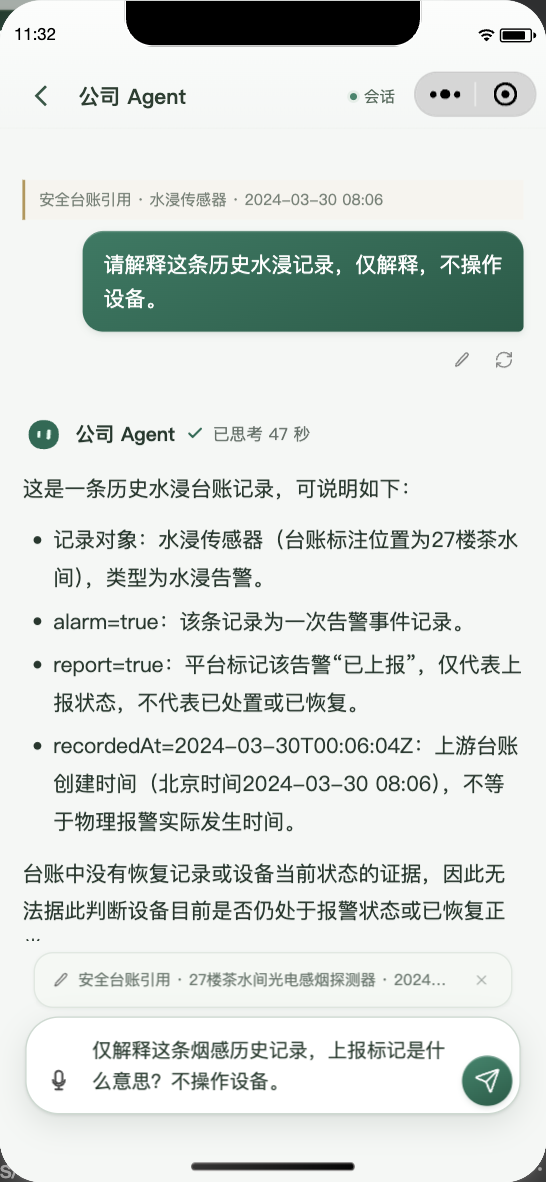 11:32
公司 Agent
会话
安全台账引用 · 水浸传感器 · 2024-03-30 08:06
请解释这条历史水浸记录，仅解释，不操作
设备。
公司 Agent
已思考 47 秒
这是一条历史水浸台账记录，可说明如下：
• 记录对象：水浸传感器（台账标注位置为27楼茶水
间），类型为水浸告警。
• alarm=true：该条记录为一次告警事件记录。
• report=true：平台标记该告警“已上报”，仅代表上
报状态，不代表已处置或已恢复。
• recordedAt=2024-03-30T00:06:04Z：上游台账
创建时间（北京时间2024-03-30 08:06），不等
于物理报警实际发生时间。
台账中没有恢复记录或设备当前状态的证据，因此无
法据此判断设备目前是否仍处于报警状态或已恢复正
安全台账引用 · 27楼茶水间光电感烟探测器 · 2024...
仅解释这条烟感历史记录，上报标记是什
么意思？不操作设备。